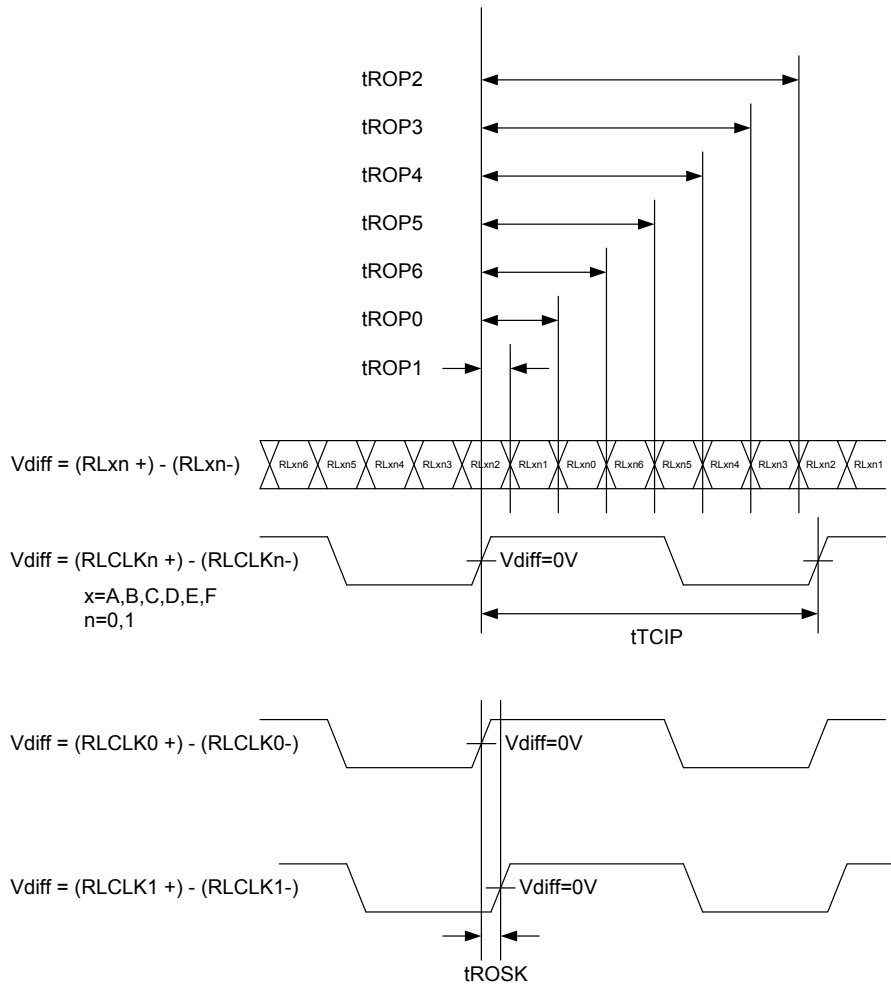 tROP2
tROP3
tROP4
tROP5
tROP6
tROP0
tROP1
Vdiff = (RLxn +) - (RLxn-)
RLxn6 RLxn5 RLxn4 RLxn3 RLxn2 RLxn1 RLxn0 RLxn6 RLxn5 RLxn4 RLxn3 RLxn2 RLxn1
Vdiff = (RLCLKn +) - (RLCLKn-)
Vdiff=0V
x=A,B,C,D,E,F
n=0,1
tTCIP
Vdiff = (RLCLK0 +) - (RLCLK0-)
Vdiff=0V
Vdiff = (RLCLK1 +) - (RLCLK1-)
Vdiff=0V
tROSK